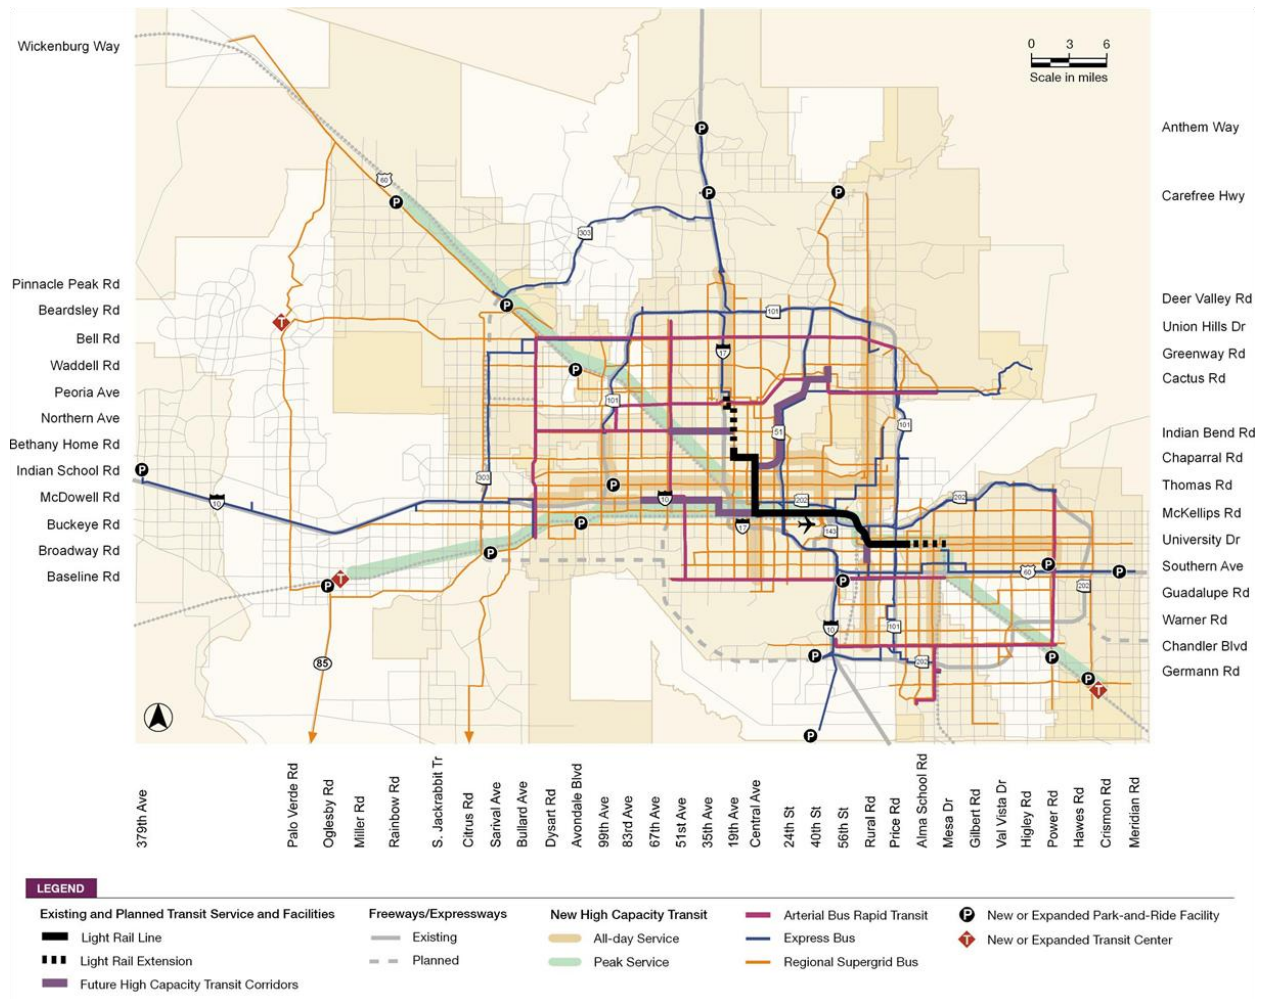 Wickenburg Way
0 3 6
Scale in miles
Anthem Way
Carefree Hwy
Pinnacle Peak Rd
Beardsley Rd
Bell Rd
Waddell Rd
Peoria Ave
Northern Ave
Bethany Home Rd
Indian School Rd
McDowell Rd
Buckeye Rd
Broadway Rd
Baseline Rd
Deer Valley Rd
Union Hills Dr
Greenway Rd
Cactus Rd
Indian Bend Rd
Chaparral Rd
Thomas Rd
McKellips Rd
University Dr
Southern Ave
Guadalupe Rd
Warner Rd
Chandler Blvd
Germann Rd
P
P
60
P
P
P
303
P
T
101
17
P
101
51
101
P
303
P
10
10
202
202
P
17
143
P
T
P
P
60
P
P
202
10
101
P
202
P
P
T
85
P
379th Ave
Palo Verde Rd
Oglesby Rd
Miller Rd
Rainbow Rd
S. Jackrabbit Tr
Citrus Rd
Sarival Ave
Bullard Ave
Dysart Rd
Avondale Blvd
99th Ave
83rd Ave
67th Ave
51st Ave
35th Ave
19th Ave
Central Ave
24th St
40th St
56th St
Rural Rd
Price Rd
Alma School Rd
Mesa Dr
Gilbert Rd
Val Vista Dr
Higley Rd
Power Rd
Hawes Rd
Crismon Rd
Meridian Rd
LEGEND
Existing and Planned Transit Service and Facilities
Light Rail Line
Light Rail Extension
Future High Capacity Transit Corridors
Freeways/Expressways
Existing
Planned
New High Capacity Transit
All-day Service
Peak Service
Arterial Bus Rapid Transit
Express Bus
Regional Supergrid Bus
P New or Expanded Park-and-Ride Facility
T New or Expanded Transit Center